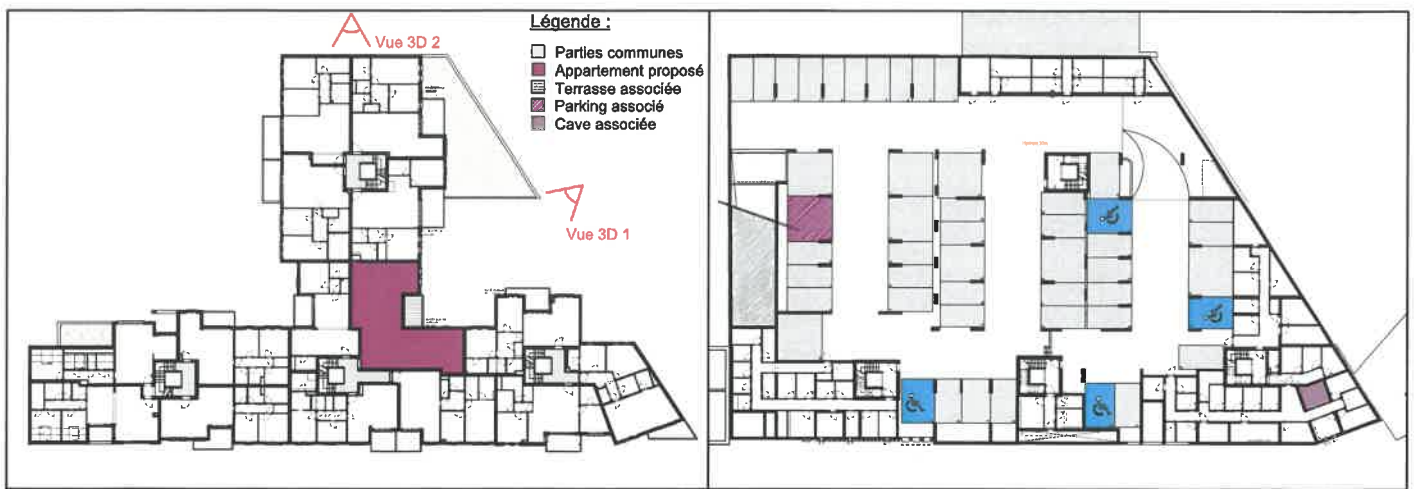 Vue 3D 2
Vue 3D 1
Légende :
Parties communes
Appartement proposé
Terrasse associée
Parking associé
Cave associée